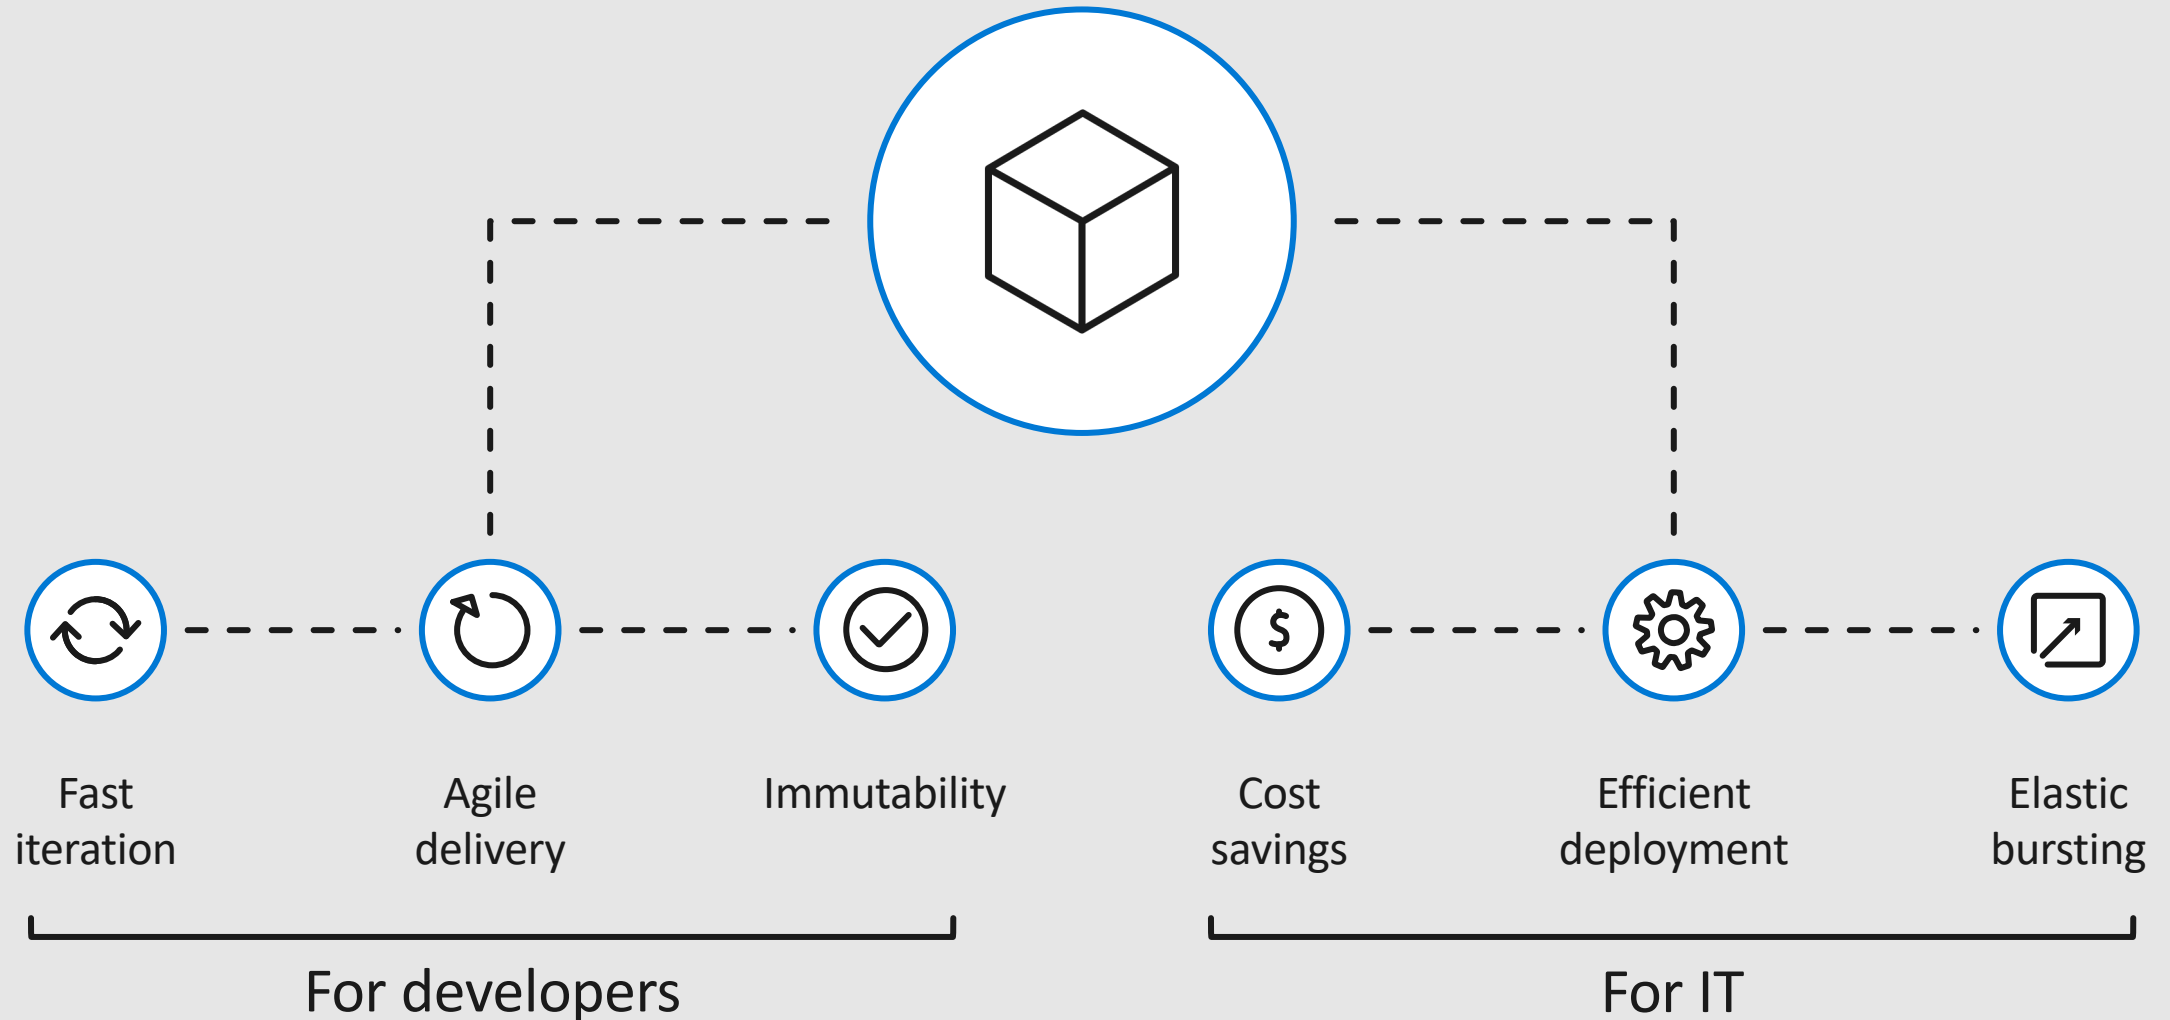 Fast
iteration
Agile
delivery
Immutability
Cost
savings
Efficient
deployment
Elastic
bursting
For developers
For IT